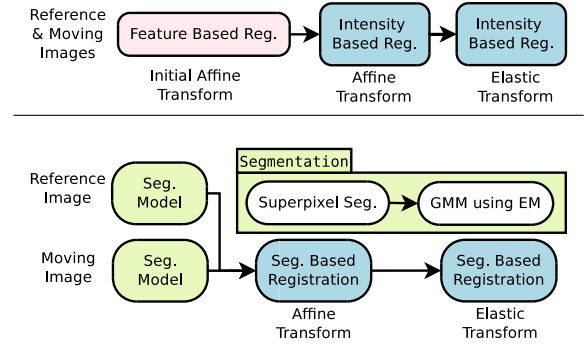 Reference
& Moving
Images
Feature Based Reg.
Intensity
Based Reg.
Intensity
Based Reg.
Initial Affine
Transform
Affine
Transform
Elastic
Transform
Reference
Image
Seg.
Model
Segmentation
Superpixel Seg.
GMM using EM
Moving
Image
Seg.
Model
Seg. Based
Registration
Seg. Based
Registration
Affine
Transform
Elastic
Transform